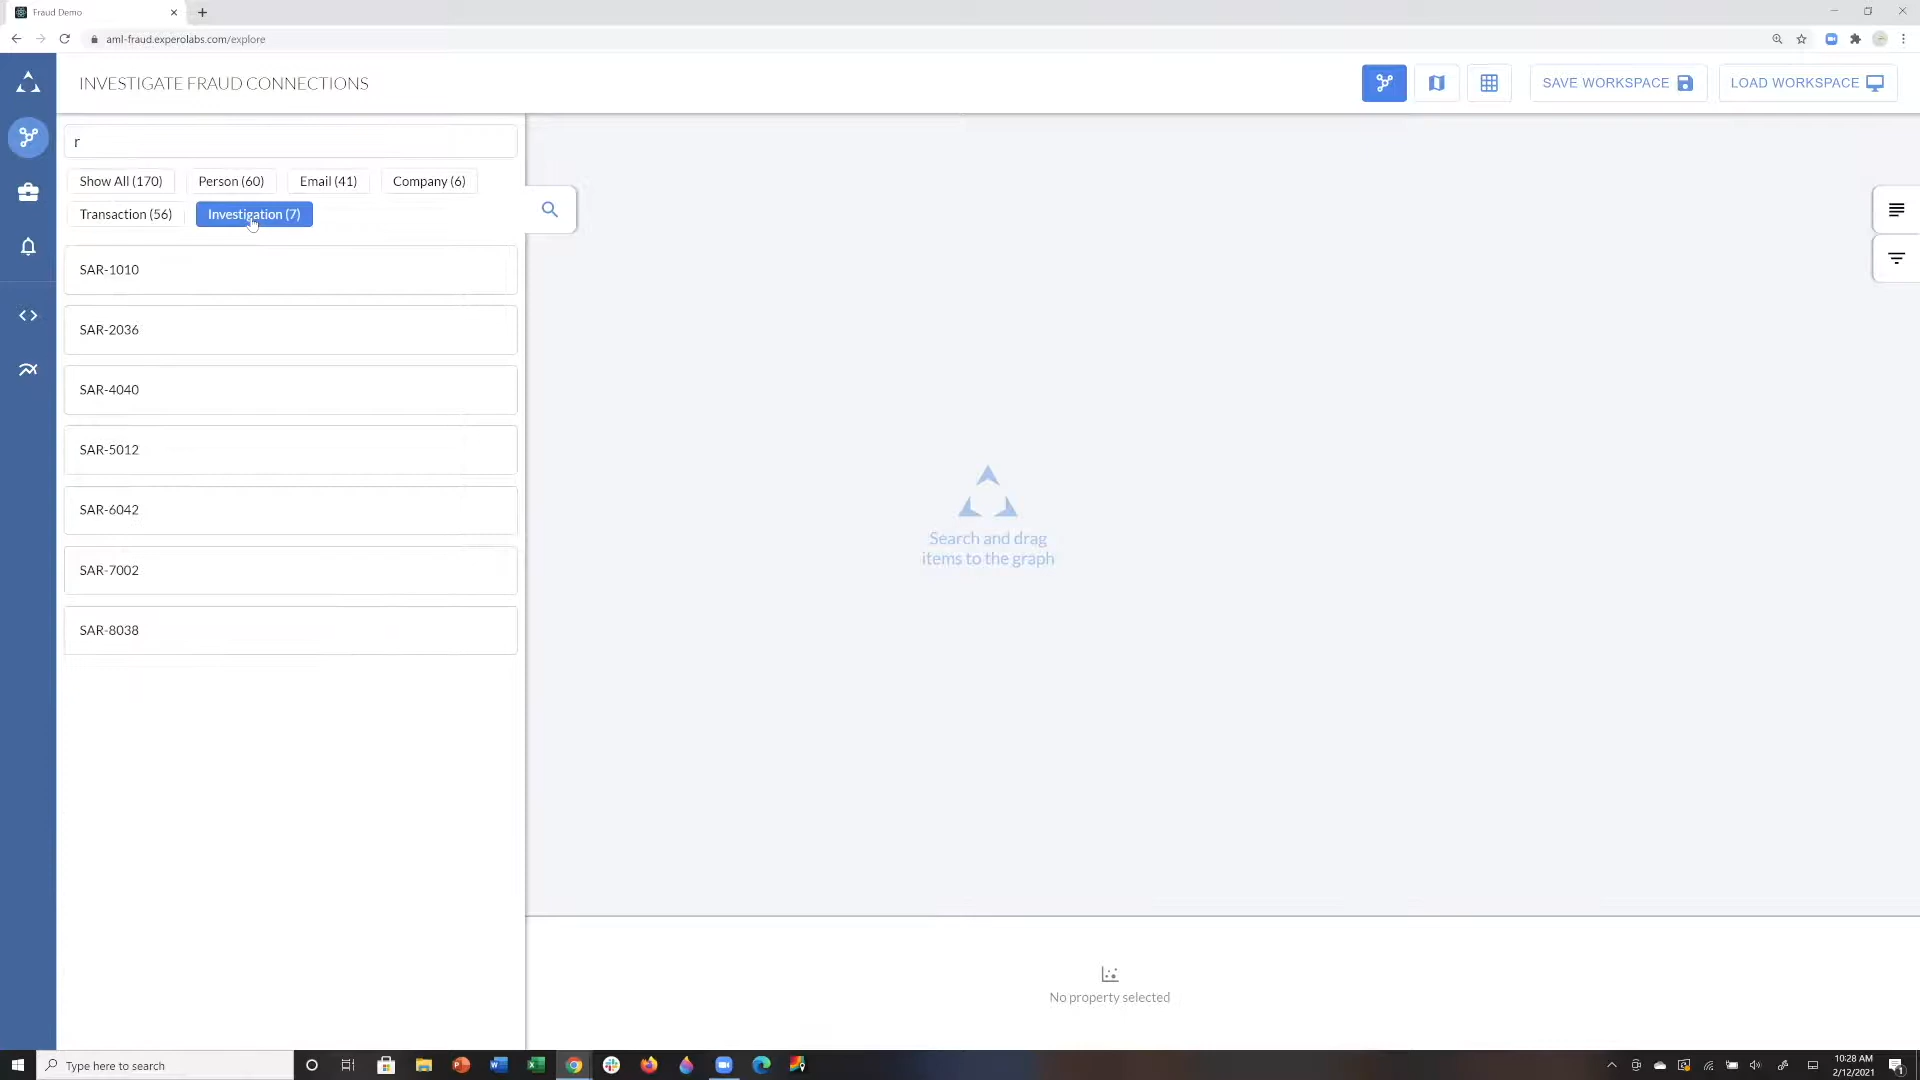 Fraud Demo
aml-fraud.experolabs.com/explore
INVESTIGATE FRAUD CONNECTIONS
SAVE WORKSPACE
LOAD WORKSPACE
r
Show All (170)
Person (60)
Email (41)
Company (6)
Transaction (56)
Investigation (7)
SAR-1010
SAR-2036
SAR-4040
SAR-5012
SAR-6042
SAR-7002
SAR-8038
Search and drag
items to the graph
No property selected
Type here to search
10:28 AM
2/12/2021